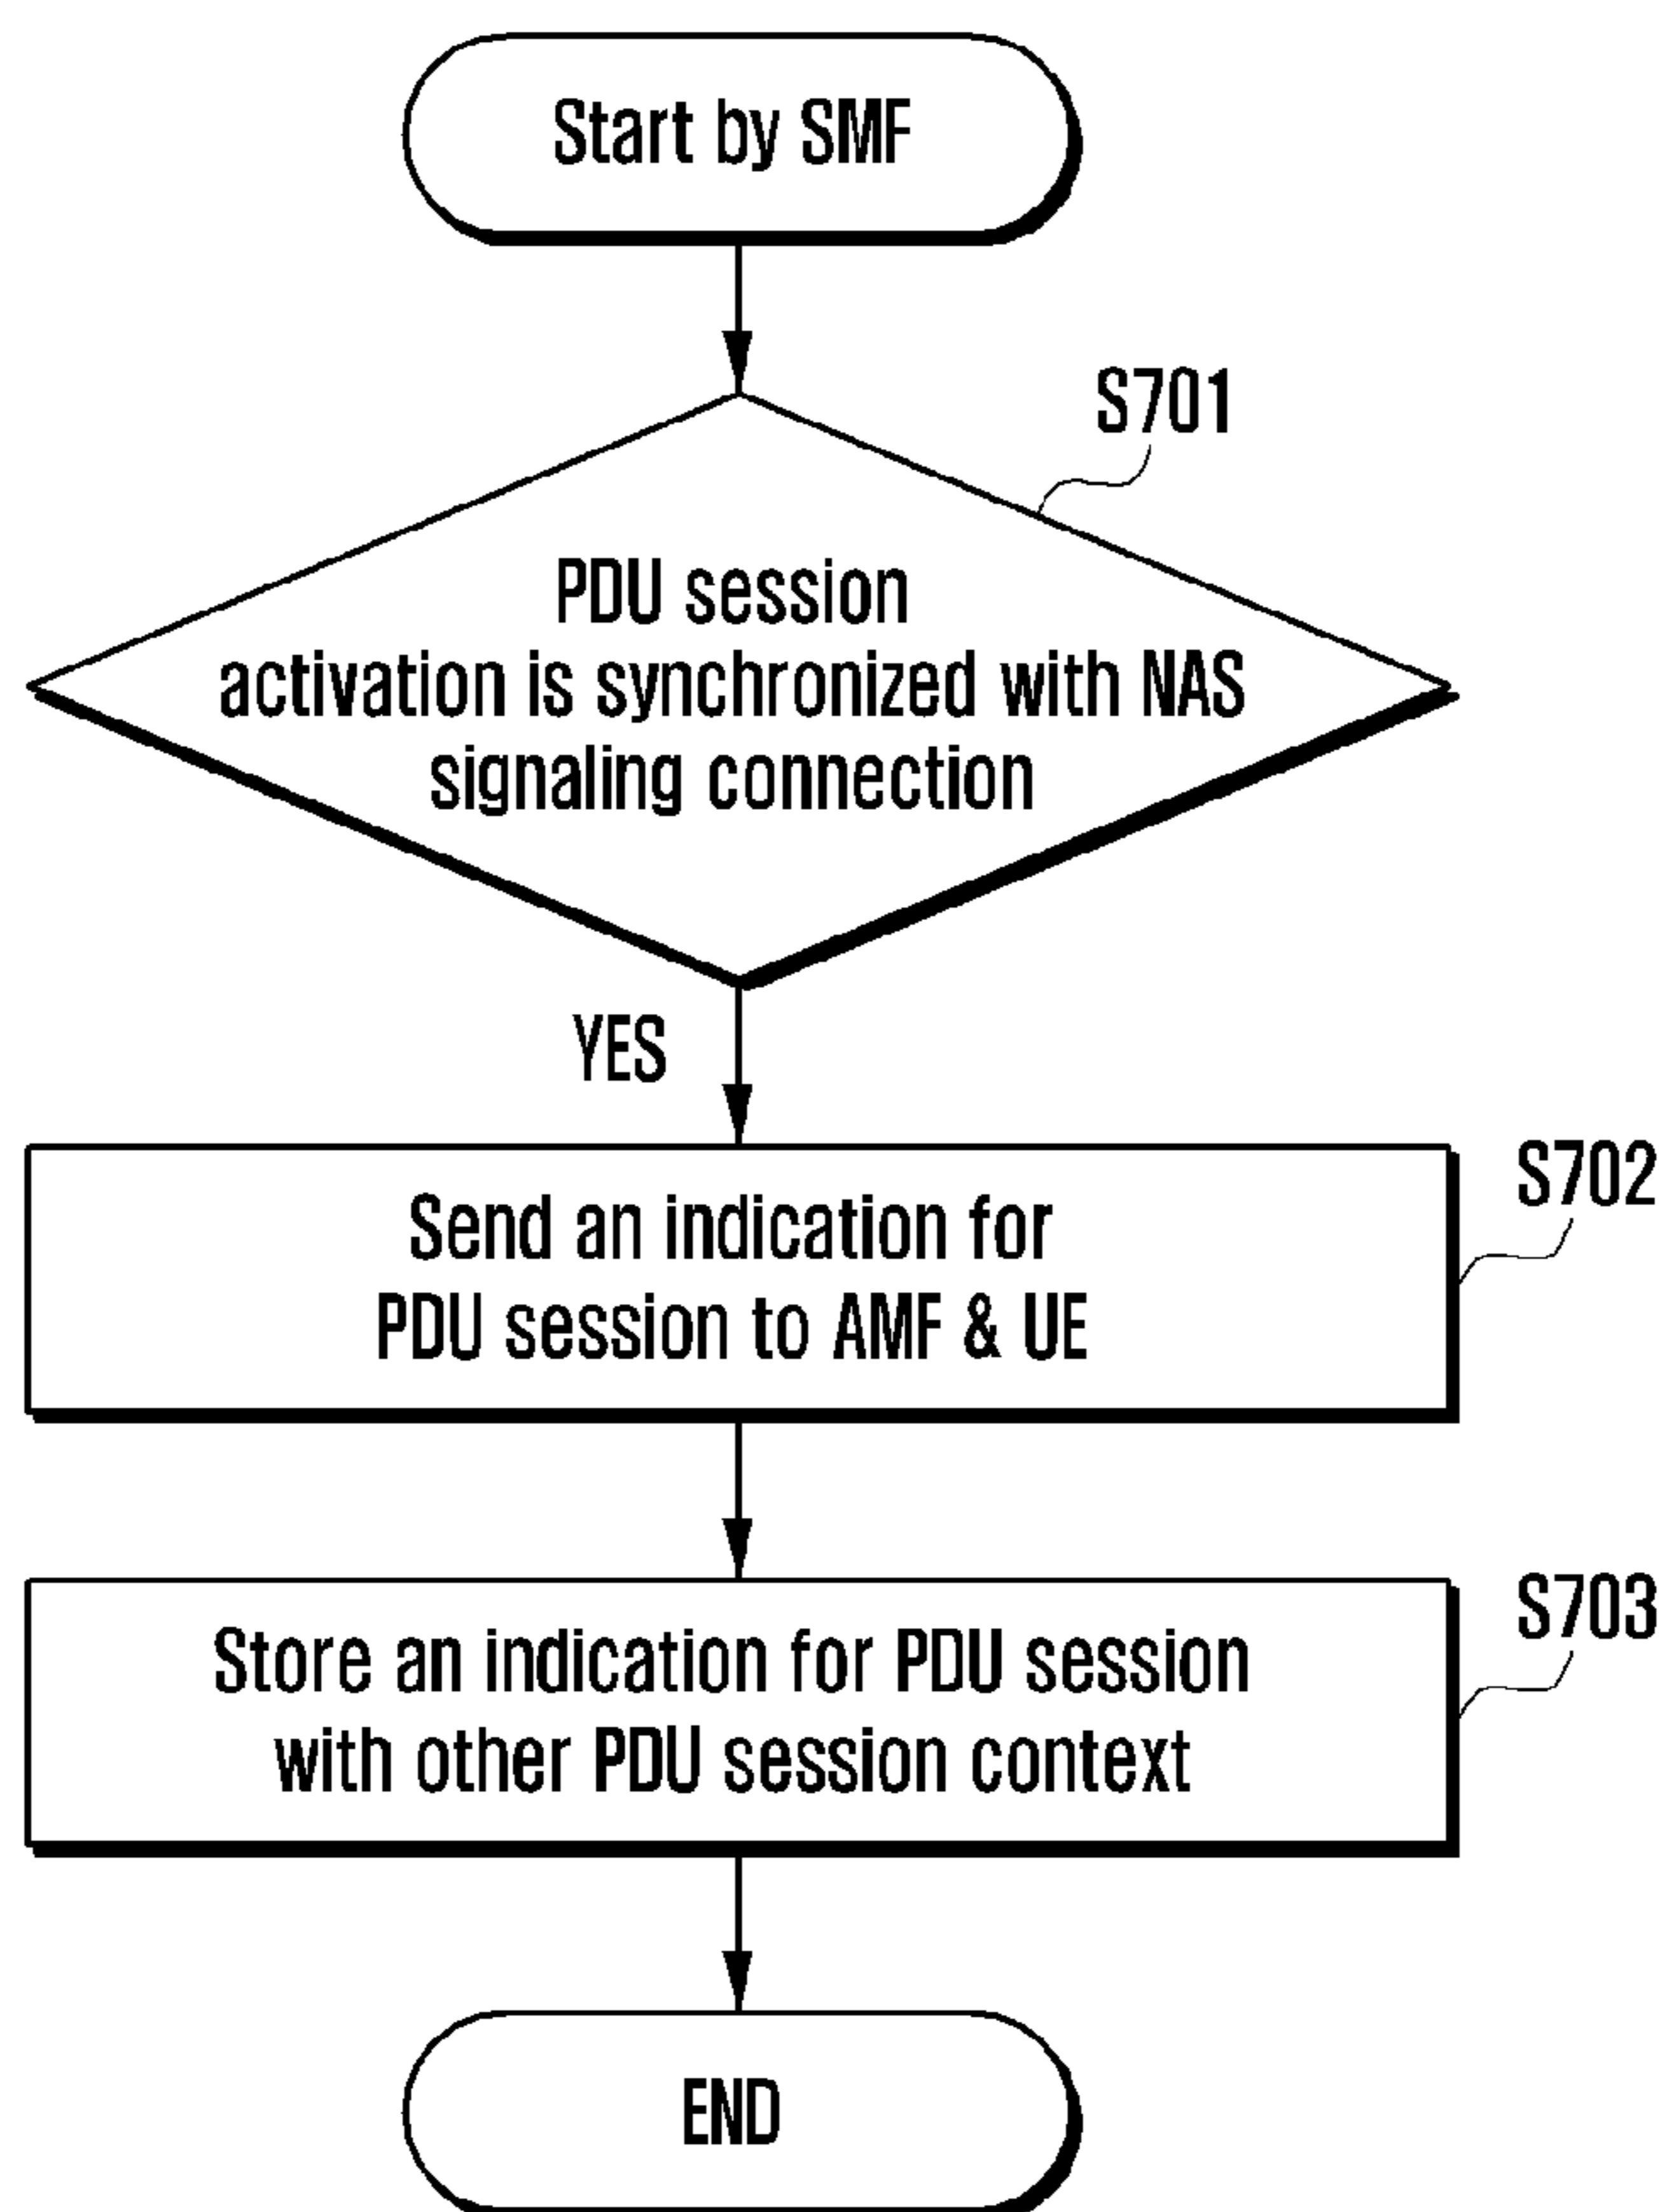 Start by SMF
S701
PDU session
activation is synchronized with NAS
signaling connection
YES
S702
Send an indication for
PDU session to AMF & UE
S703
Store an indication for PDU session
with other PDU session context
END